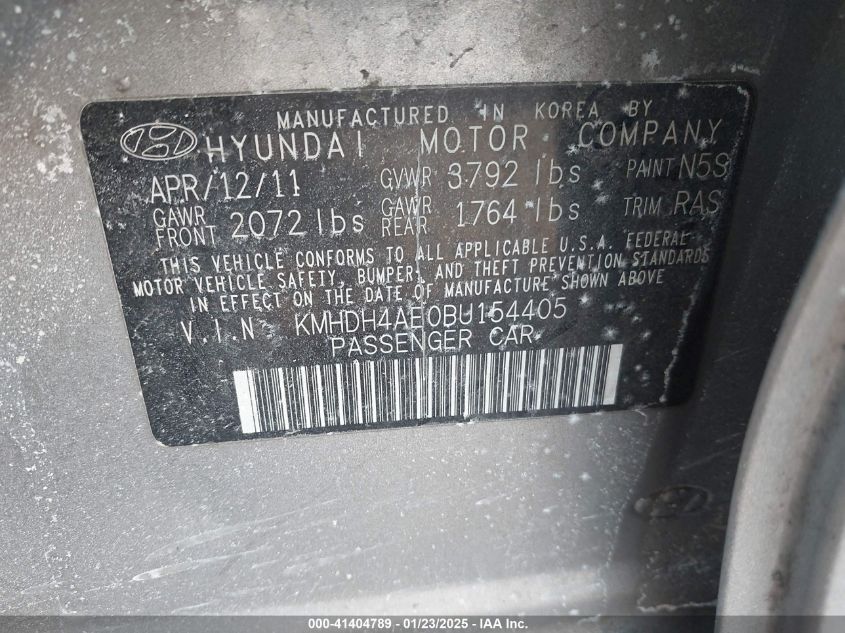 MANUFACTURED IN KOREA BY
HYUNDAI MOTOR COMPANY
APR/12/11 GVWR 3792 lbs PAINT N5S
GAWR FRONT 2072 lbs GAWR REAR 1764 lbs TRIM RAS
THIS VEHICLE CONFORMS TO ALL APPLICABLE U.S.A. FEDERAL
MOTOR VEHICLE SAFETY, BUMPER, AND THEFT PREVENTION STANDARDS
IN EFFECT ON THE DATE OF MANUFACTURE SHOWN ABOVE
V.I.N KMHDH4AE0BU154405
PASSENGER CAR
000-41404789 - 01/23/2025 - IAA Inc.